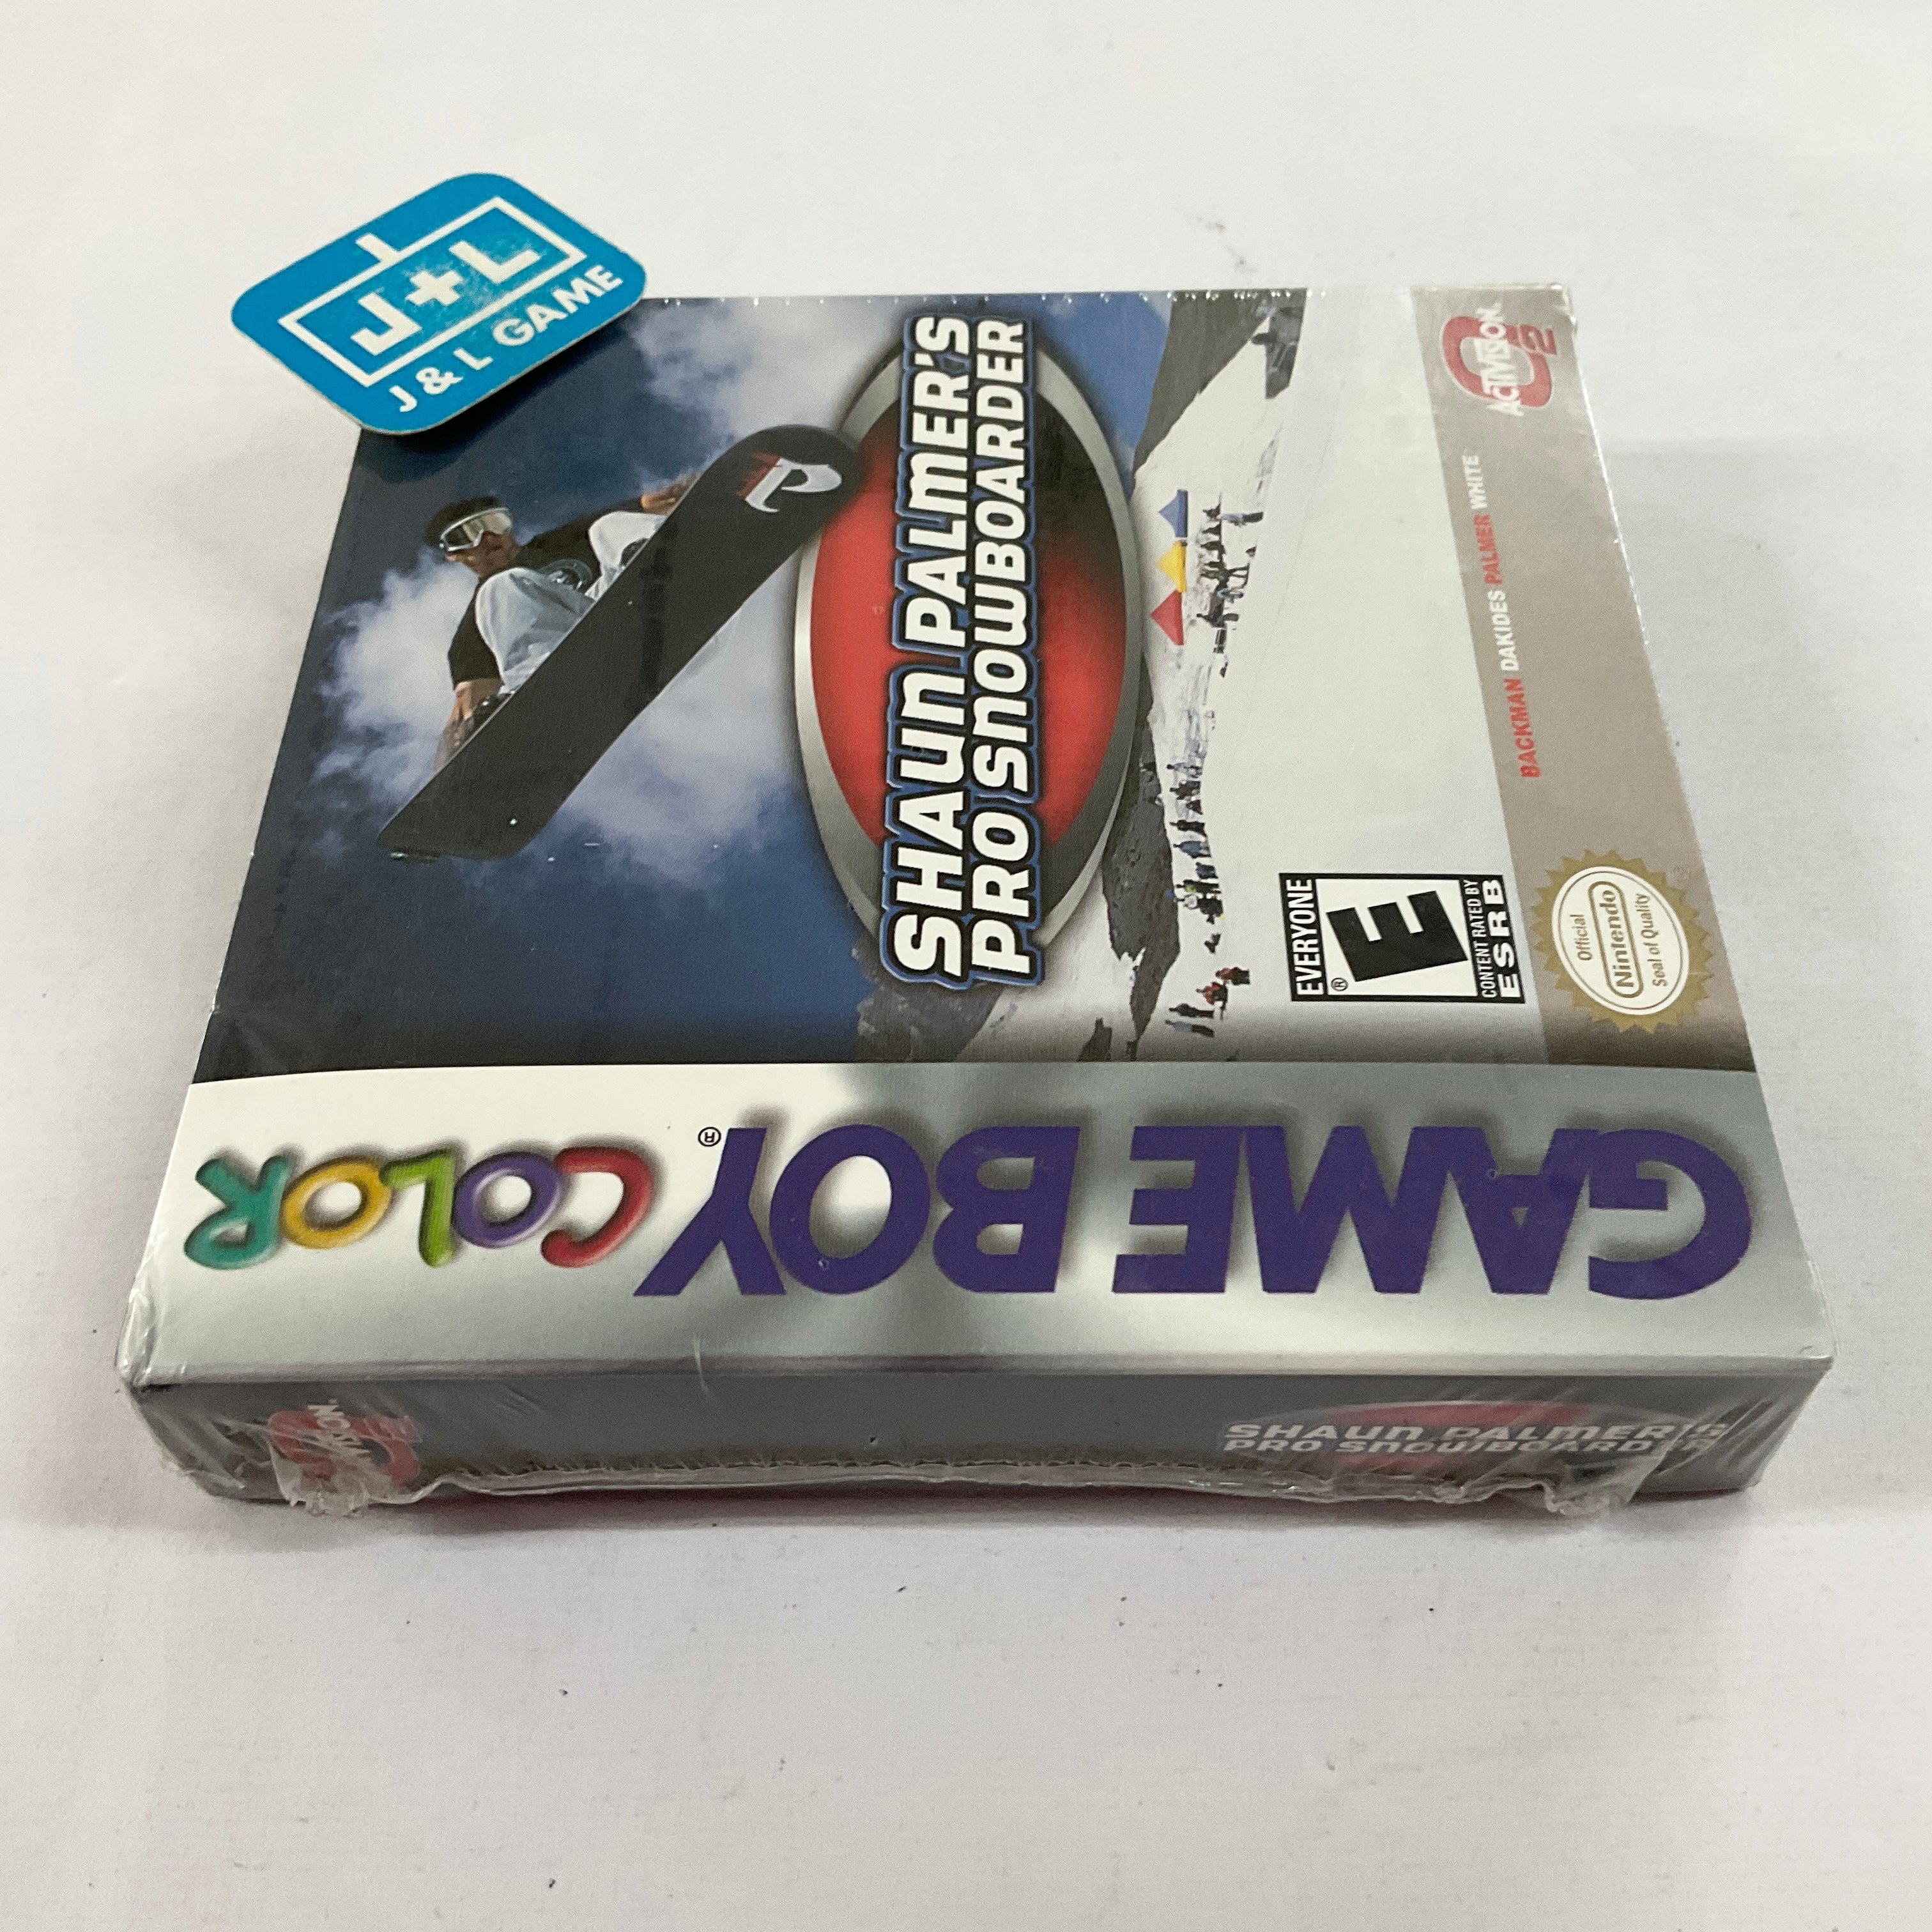 J+L
J & L GAME
SHAUN PALMER'S
PRO SNOWBOARDER
ACTIVISION
O2
BACKMAN DAKIDES PALMER WHITE
EVERYONE
E
®
CONTENT RATED BY
ESRB
Official
Nintendo
Seal of Quality
GAME BOY®
COLOR
SHAUN PALMER'S
PRO SNOWBOARDER